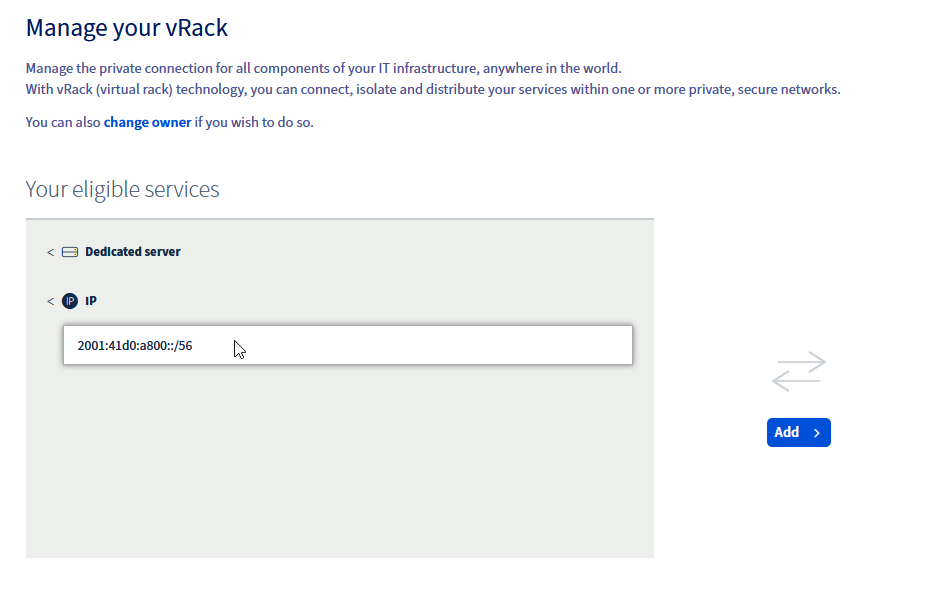 Manage your vRack
Manage the private connection for all components of your IT infrastructure, anywhere in the world.
With vRack (virtual rack) technology, you can connect, isolate and distribute your services within one or more private, secure networks.
You can also change owner if you wish to do so.
Your eligible services
< Dedicated server
< IP IP
2001:41d0:a800::/56
Add >